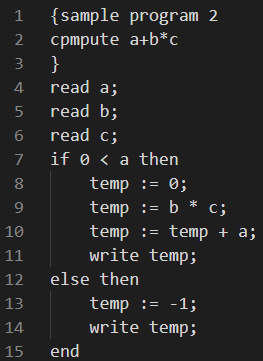 1 {sample program 2
2 cpmpute a+b*c
3 }
4 read a;
5 read b;
6 read c;
7 if 0 < a then
8     temp := 0;
9     temp := b * c;
10     temp := temp + a;
11     write temp;
12 else then
13     temp := -1;
14     write temp;
15 end